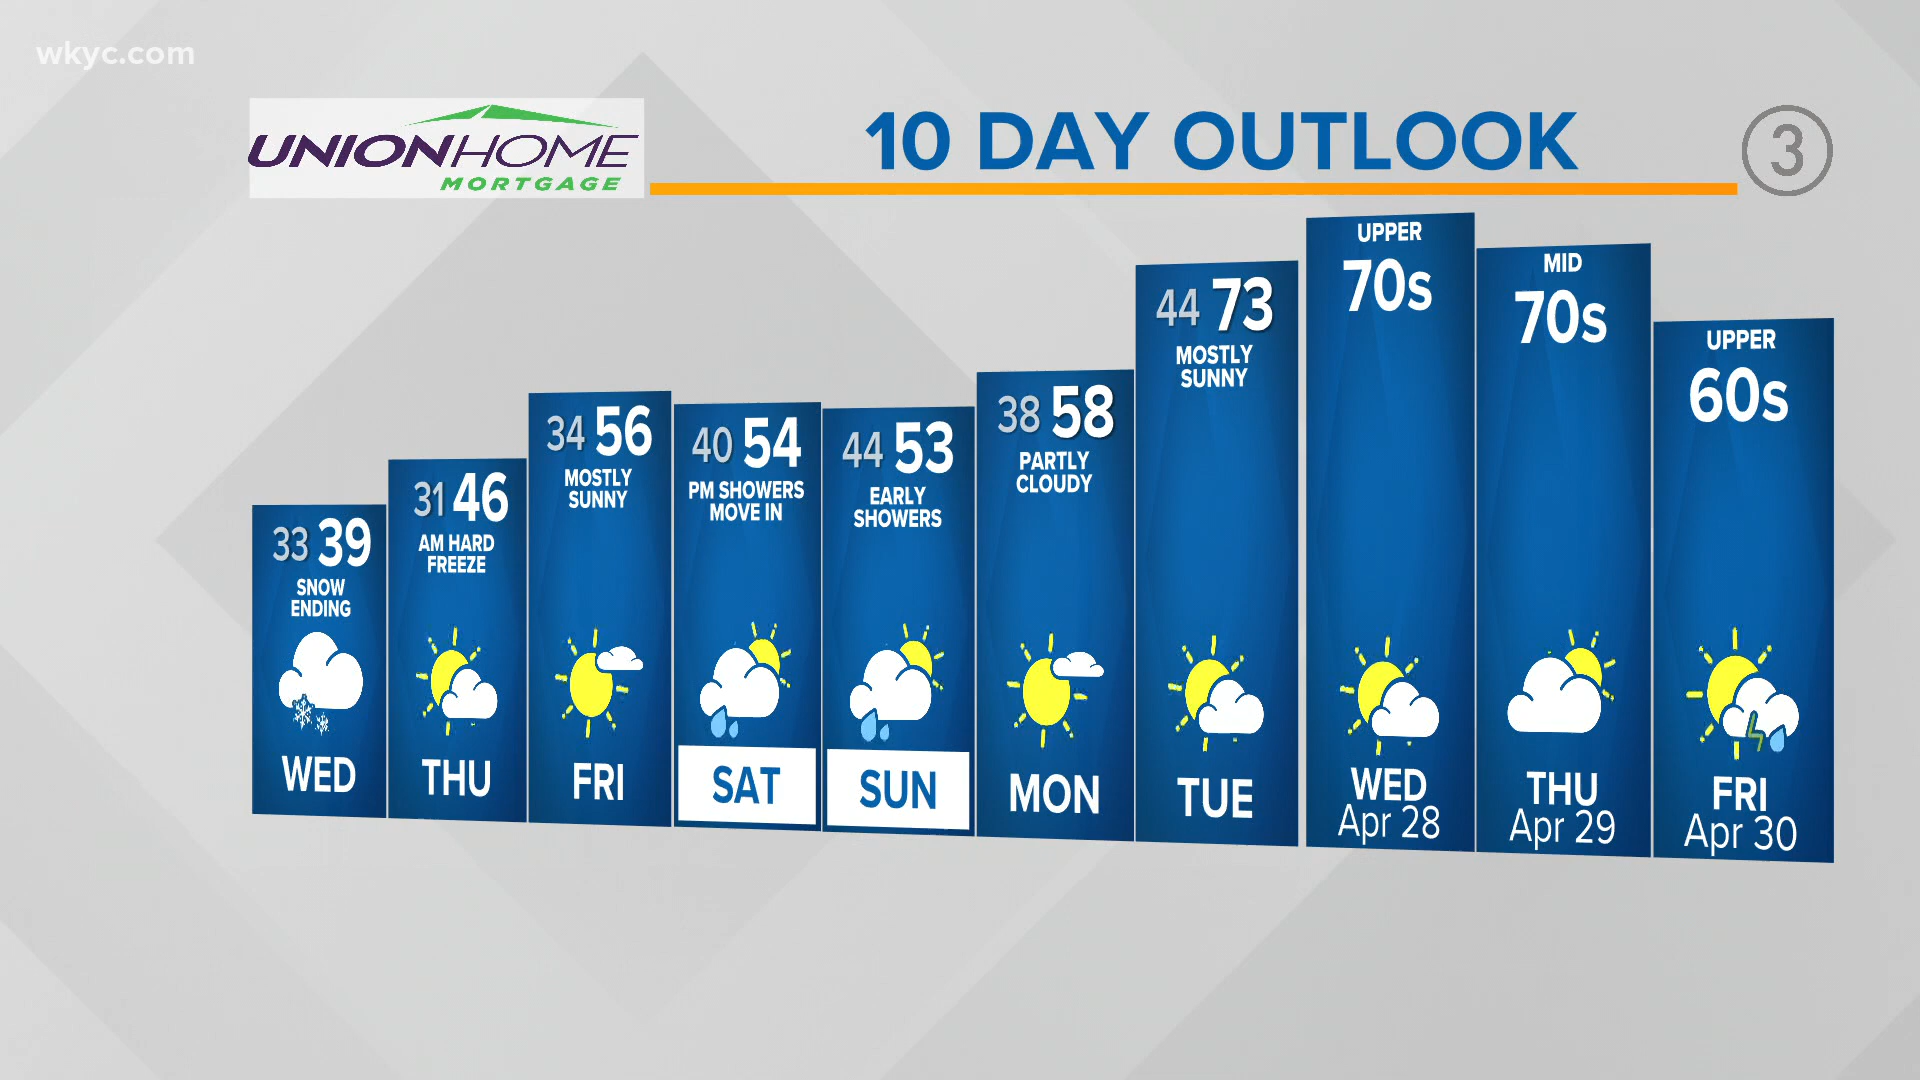 wkyc.com
UNIONHOME
MORTGAGE
10 DAY OUTLOOK
3
33 39
SNOW
ENDING
WED
31 46
AM HARD
FREEZE
THU
34 56
MOSTLY
SUNNY
FRI
40 54
PM SHOWERS
MOVE IN
SAT
44 53
EARLY
SHOWERS
SUN
38 58
PARTLY
CLOUDY
MON
44 73
MOSTLY
SUNNY
TUE
UPPER
70s
WED
Apr 28
MID
70s
THU
Apr 29
UPPER
60s
FRI
Apr 30